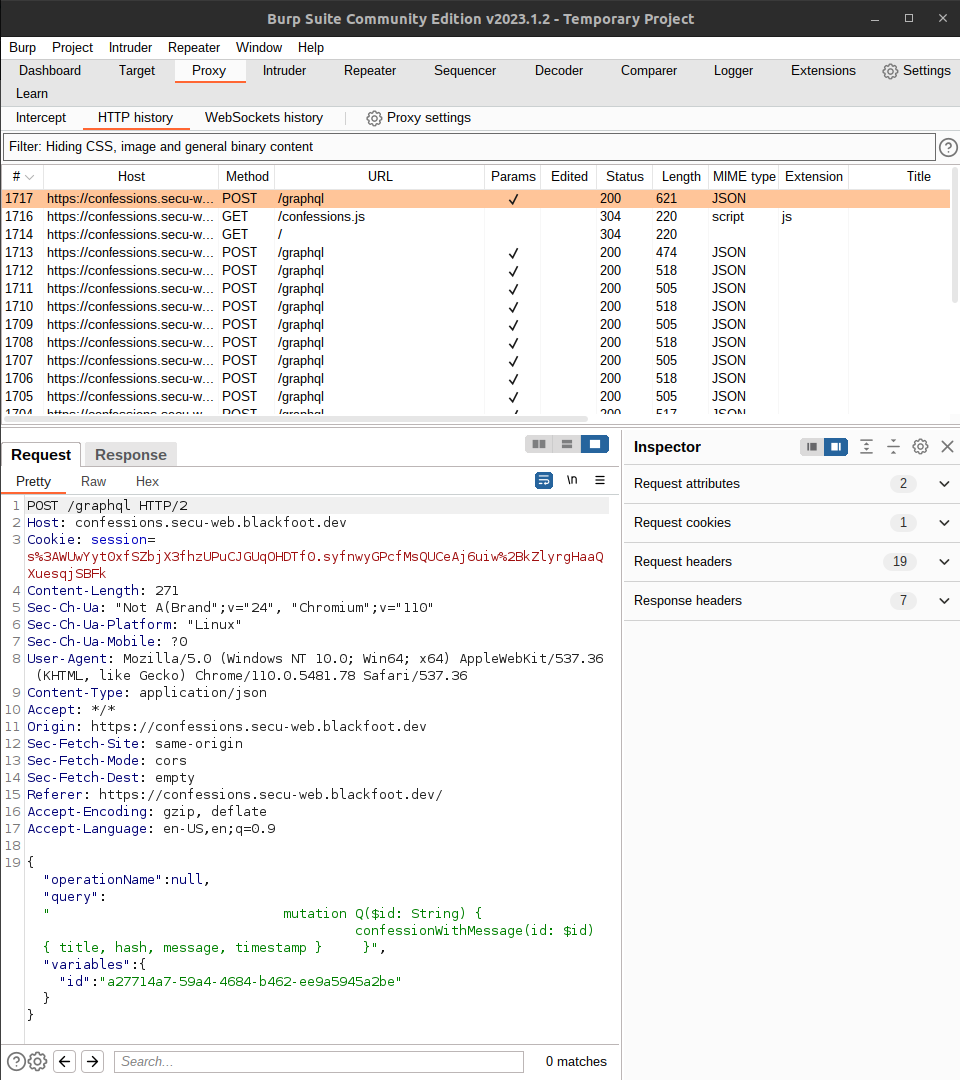 Burp Suite Community Edition v2023.1.2 - Temporary Project
Burp Project Intruder Repeater Window Help
Dashboard Target Proxy Intruder Repeater Sequencer Decoder Comparer Logger Extensions Settings
Learn
Intercept HTTP history WebSockets history Proxy settings
Filter: Hiding CSS, image and general binary content
# Host Method URL Params Edited Status Length MIME type Extension Title
1717 https://confessions.secu-w... POST /graphql ✓ 200 621 JSON
1716 https://confessions.secu-w... GET /confessions.js 304 220 script js
1714 https://confessions.secu-w... GET / 304 220
1713 https://confessions.secu-w... POST /graphql ✓ 200 474 JSON
1712 https://confessions.secu-w... POST /graphql ✓ 200 518 JSON
1711 https://confessions.secu-w... POST /graphql ✓ 200 505 JSON
1710 https://confessions.secu-w... POST /graphql ✓ 200 518 JSON
1709 https://confessions.secu-w... POST /graphql ✓ 200 505 JSON
1708 https://confessions.secu-w... POST /graphql ✓ 200 518 JSON
1707 https://confessions.secu-w... POST /graphql ✓ 200 505 JSON
1706 https://confessions.secu-w... POST /graphql ✓ 200 518 JSON
1705 https://confessions.secu-w... POST /graphql ✓ 200 505 JSON
1704 https://confessions.secu-w... POST /graphql ✓ 200 517 JSON
Request Response
Pretty Raw Hex \n
1 POST /graphql HTTP/2
2 Host: confessions.secu-web.blackfoot.dev
3 Cookie: session=
s%3AWUwYytOxfSZbjX3fhzUPuCJGUqOHDTf0.syfnwyGPcfMsQUCeAj6uiw%2BkZlyrgHaaQ
XuesqjSBFk
4 Content-Length: 271
5 Sec-Ch-Ua: "Not A(Brand";v="24", "Chromium";v="110"
6 Sec-Ch-Ua-Platform: "Linux"
7 Sec-Ch-Ua-Mobile: ?0
8 User-Agent: Mozilla/5.0 (Windows NT 10.0; Win64; x64) AppleWebKit/537.36
(KHTML, like Gecko) Chrome/110.0.5481.78 Safari/537.36
9 Content-Type: application/json
10 Accept: */*
11 Origin: https://confessions.secu-web.blackfoot.dev
12 Sec-Fetch-Site: same-origin
13 Sec-Fetch-Mode: cors
14 Sec-Fetch-Dest: empty
15 Referer: https://confessions.secu-web.blackfoot.dev/
16 Accept-Encoding: gzip, deflate
17 Accept-Language: en-US,en;q=0.9
18
19 {
"operationName":null,
"query":
" mutation Q($id: String) {
confessionWithMessage(id: $id)
{ title, hash, message, timestamp } }",
"variables":{
"id":"a27714a7-59a4-4684-b462-ee9a5945a2be"
}
}
Search... 0 matches
Inspector
Request attributes 2
Request cookies 1
Request headers 19
Response headers 7